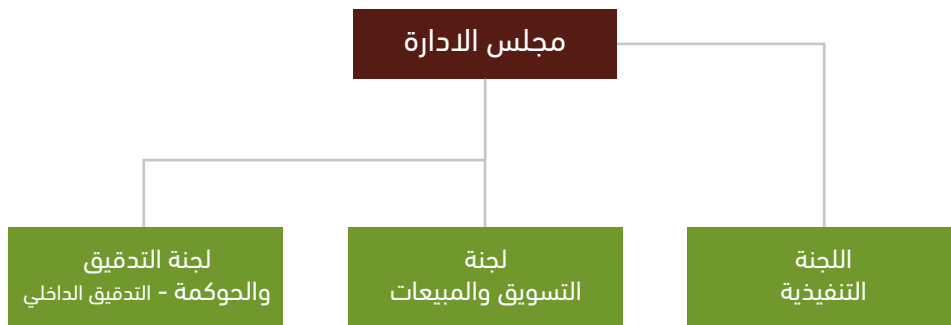 مجلس الادارة
اللجنة
التنفيذية
لجنة
التسويق والمبيعات
لجنة التدقيق
والحوكمة - التدقيق الداخلي